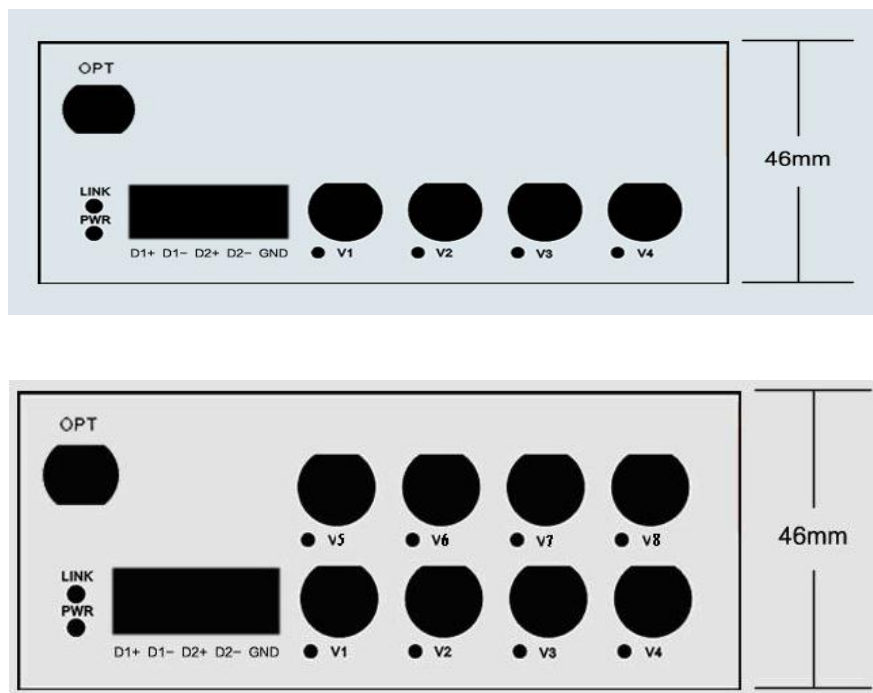 OPT
46mm
LINK
PWR
D1+ D1− D2+ D2− GND
V1 V2 V3 V4
OPT
V5 V6 V7 V8
46mm
LINK
PWR
D1+ D1− D2+ D2− GND
V1 V2 V3 V4